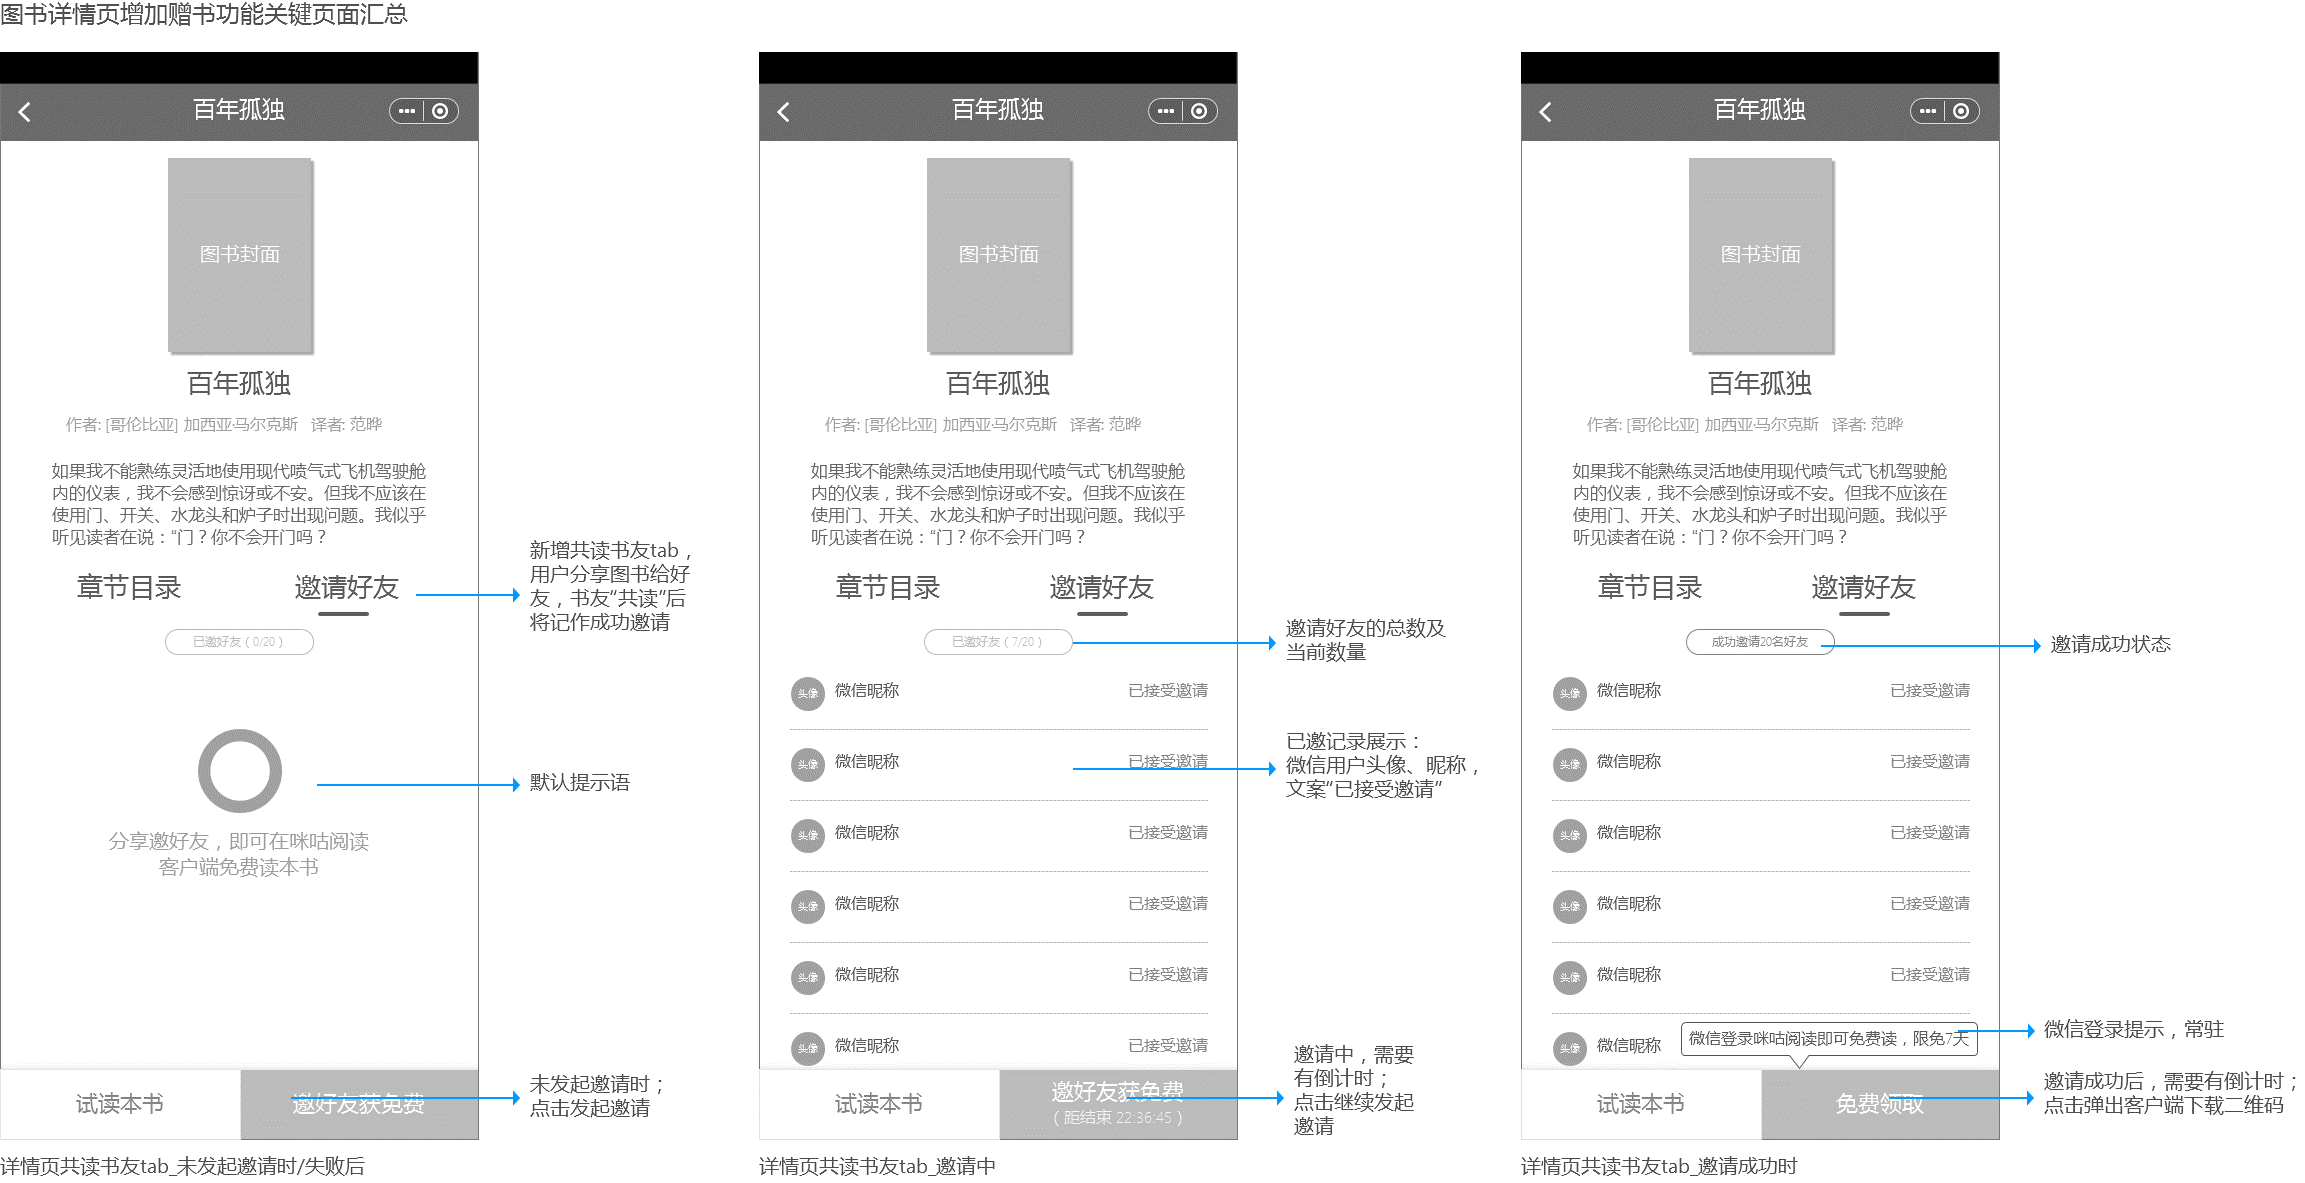 图书详情页增加赠书功能关键页面汇总
百年孤独
图书封面
百年孤独
作者: [哥伦比亚] 加西亚·马尔克斯 译者: 范晔
如果我不能熟练灵活地使用现代喷气式飞机驾驶舱
内的仪表，我不会感到惊讶或不安。但我不应该在
使用门、开关、水龙头和炉子时出现问题。我似乎
听见读者在说：“门？你不会开门吗？
章节目录
邀请好友
已邀好友（0/20）
分享邀好友，即可在咪咕阅读
客户端免费读本书
试读本书
邀好友获免费
新增共读书友tab，
用户分享图书给好
友，书友“共读”后
将记作成功邀请
默认提示语
未发起邀请时；
点击发起邀请
详情页共读书友tab_未发起邀请时/失败后
百年孤独
图书封面
百年孤独
作者: [哥伦比亚] 加西亚·马尔克斯 译者: 范晔
如果我不能熟练灵活地使用现代喷气式飞机驾驶舱
内的仪表，我不会感到惊讶或不安。但我不应该在
使用门、开关、水龙头和炉子时出现问题。我似乎
听见读者在说：“门？你不会开门吗？
章节目录
邀请好友
已邀好友（7/20）
头像 微信昵称 已接受邀请
头像 微信昵称 已接受邀请
头像 微信昵称 已接受邀请
头像 微信昵称 已接受邀请
头像 微信昵称 已接受邀请
头像 微信昵称 已接受邀请
试读本书
邀好友获免费
（距结束 22:36:45）
邀请好友的总数及
当前数量
已邀记录展示：
微信用户头像、昵称，
文案“已接受邀请”
邀请中，需要
有倒计时；
点击继续发起
邀请
详情页共读书友tab_邀请中
百年孤独
图书封面
百年孤独
作者: [哥伦比亚] 加西亚·马尔克斯 译者: 范晔
如果我不能熟练灵活地使用现代喷气式飞机驾驶舱
内的仪表，我不会感到惊讶或不安。但我不应该在
使用门、开关、水龙头和炉子时出现问题。我似乎
听见读者在说：“门？你不会开门吗？
章节目录
邀请好友
成功邀请20名好友
头像 微信昵称 已接受邀请
头像 微信昵称 已接受邀请
头像 微信昵称 已接受邀请
头像 微信昵称 已接受邀请
头像 微信昵称 已接受邀请
头像 微信昵称
微信登录咪咕阅读即可免费读，限免7天
试读本书
免费领取
邀请成功状态
微信登录提示，常驻
邀请成功后，需要有倒计时；
点击弹出客户端下载二维码
详情页共读书友tab_邀请成功时